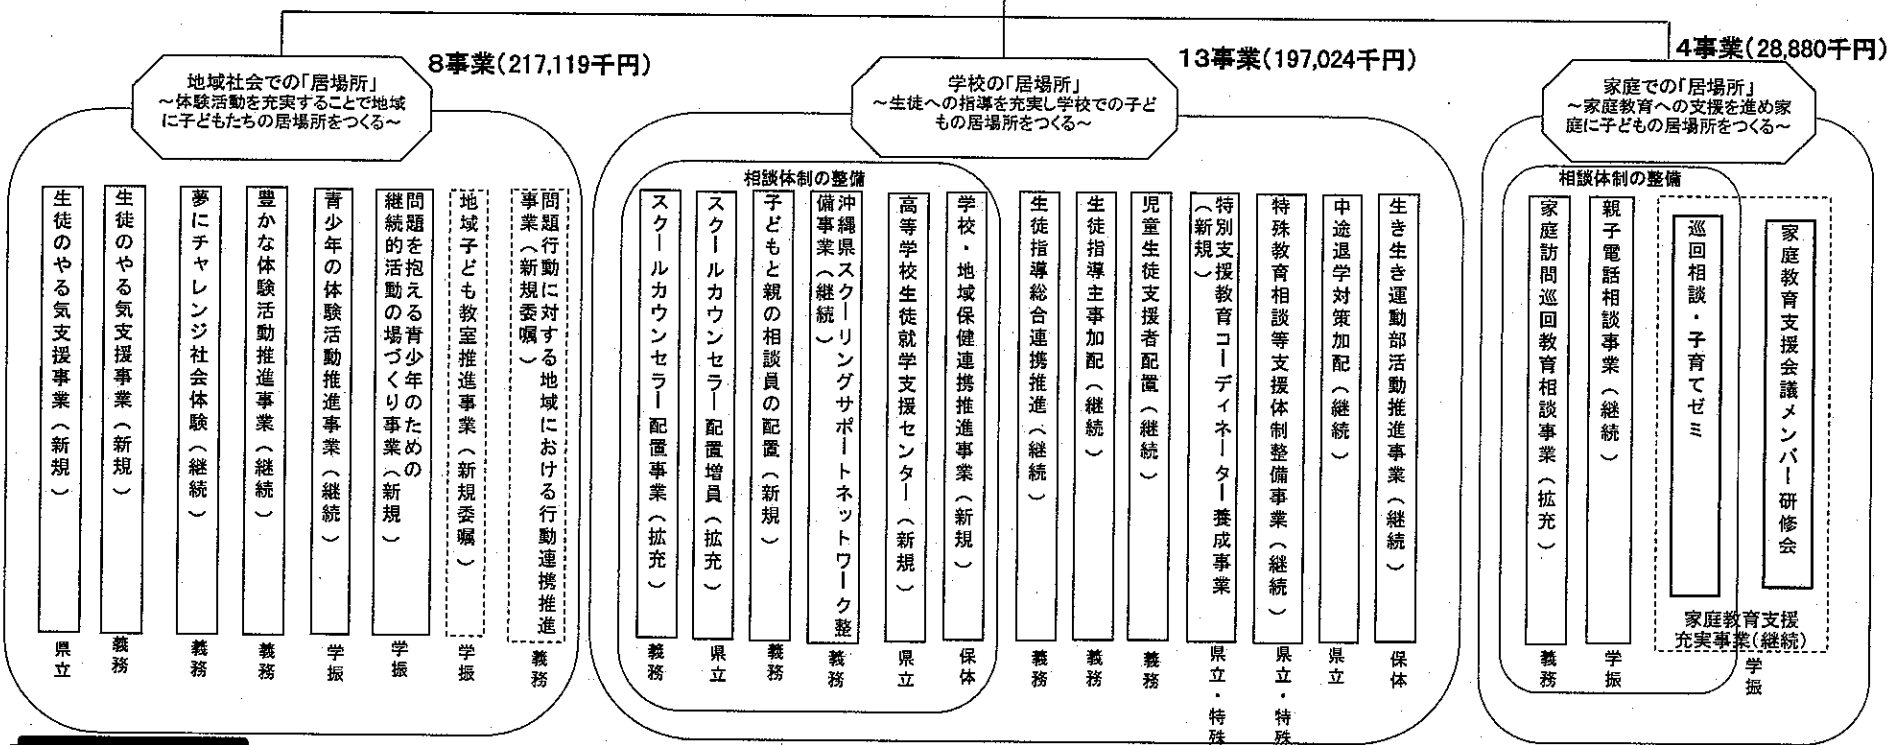 8事業(217,119千円)
地域社会での「居場所」
～体験活動を充実することで地域
に子どもたちの居場所をつくる～
生徒のやる気支援事業(新規)
県立
生徒のやる気支援事業(新規)
義務
夢にチャレンジ社会体験(継続)
義務
豊かな体験活動推進事業(継続)
義務
青少年の体験活動推進事業(継続)
学振
問題を抱える青少年のための
継続的活動の場づくり事業(新規)
学振
地域子ども教室推進事業(新規委嘱)
学振
問題行動に対する地域における行動連携推進
事業(新規委嘱)
義務
13事業(197,024千円)
学校の「居場所」
～生徒への指導を充実し学校での子ど
もの居場所をつくる～
相談体制の整備
スクールカウンセラー配置事業(拡充)
義務
スクールカウンセラー配置増員(拡充)
県立
子どもと親の相談員の配置(新規)
義務
沖縄県スクーリングサポートネットワーク整
備事業(継続)
義務
高等学校生徒就学支援センター(新規)
県立
学校・地域保健連携推進事業(新規)
保体
生徒指導総合連携推進(継続)
義務
生徒指導主事加配(継続)
義務
児童生徒支援者配置(継続)
義務
特別支援教育コーディネーター養成事業
(新規)
県立・特殊
特殊教育相談等支援体制整備事業(継続)
県立・特殊
中途退学対策加配(継続)
県立
生き生き運動部活動推進事業(継続)
保体
4事業(28,880千円)
家庭での「居場所」
～家庭教育への支援を進め家
庭に子どもの居場所をつくる～
相談体制の整備
家庭訪問巡回教育相談事業(拡充)
義務
親子電話相談事業(継続)
学振
巡回相談・子育てゼミ
家庭教育支援会議メンバー研修会
家庭教育支援
充実事業(継続)
学振